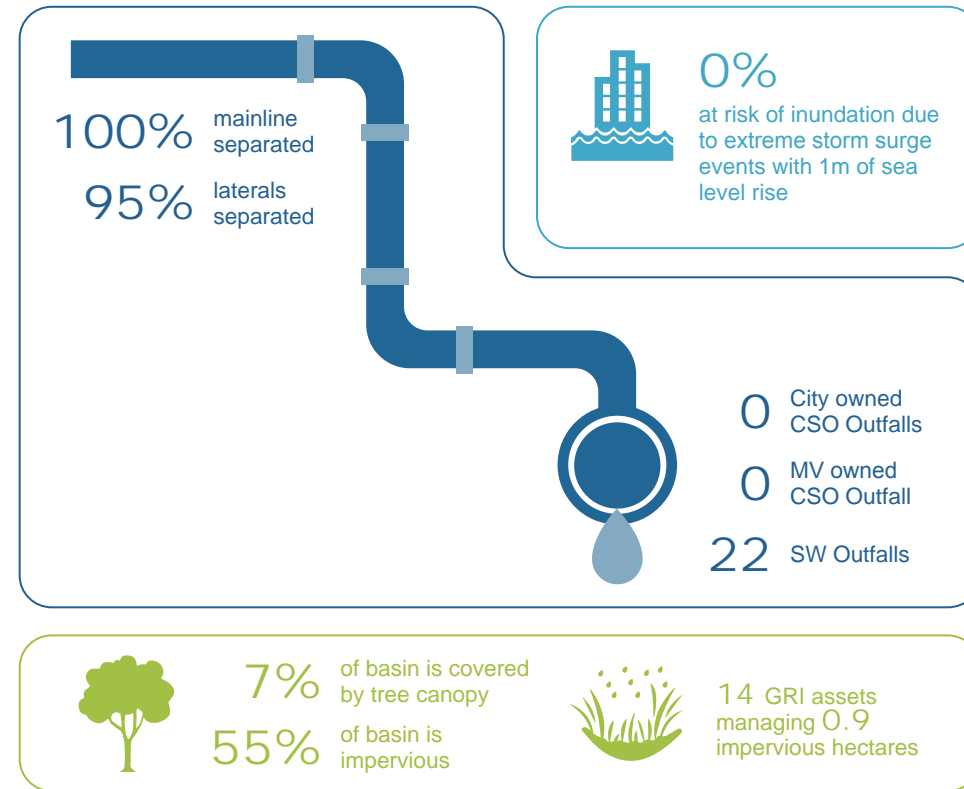 100% mainline
separated
95% laterals
separated
0%
at risk of inundation due
to extreme storm surge
events with 1m of sea
level rise
0 City owned
CSO Outfalls
0 MV owned
CSO Outfall
22 SW Outfalls
7% of basin is covered
by tree canopy
55% of basin is
impervious
14 GRI assets
managing 0.9
impervious hectares